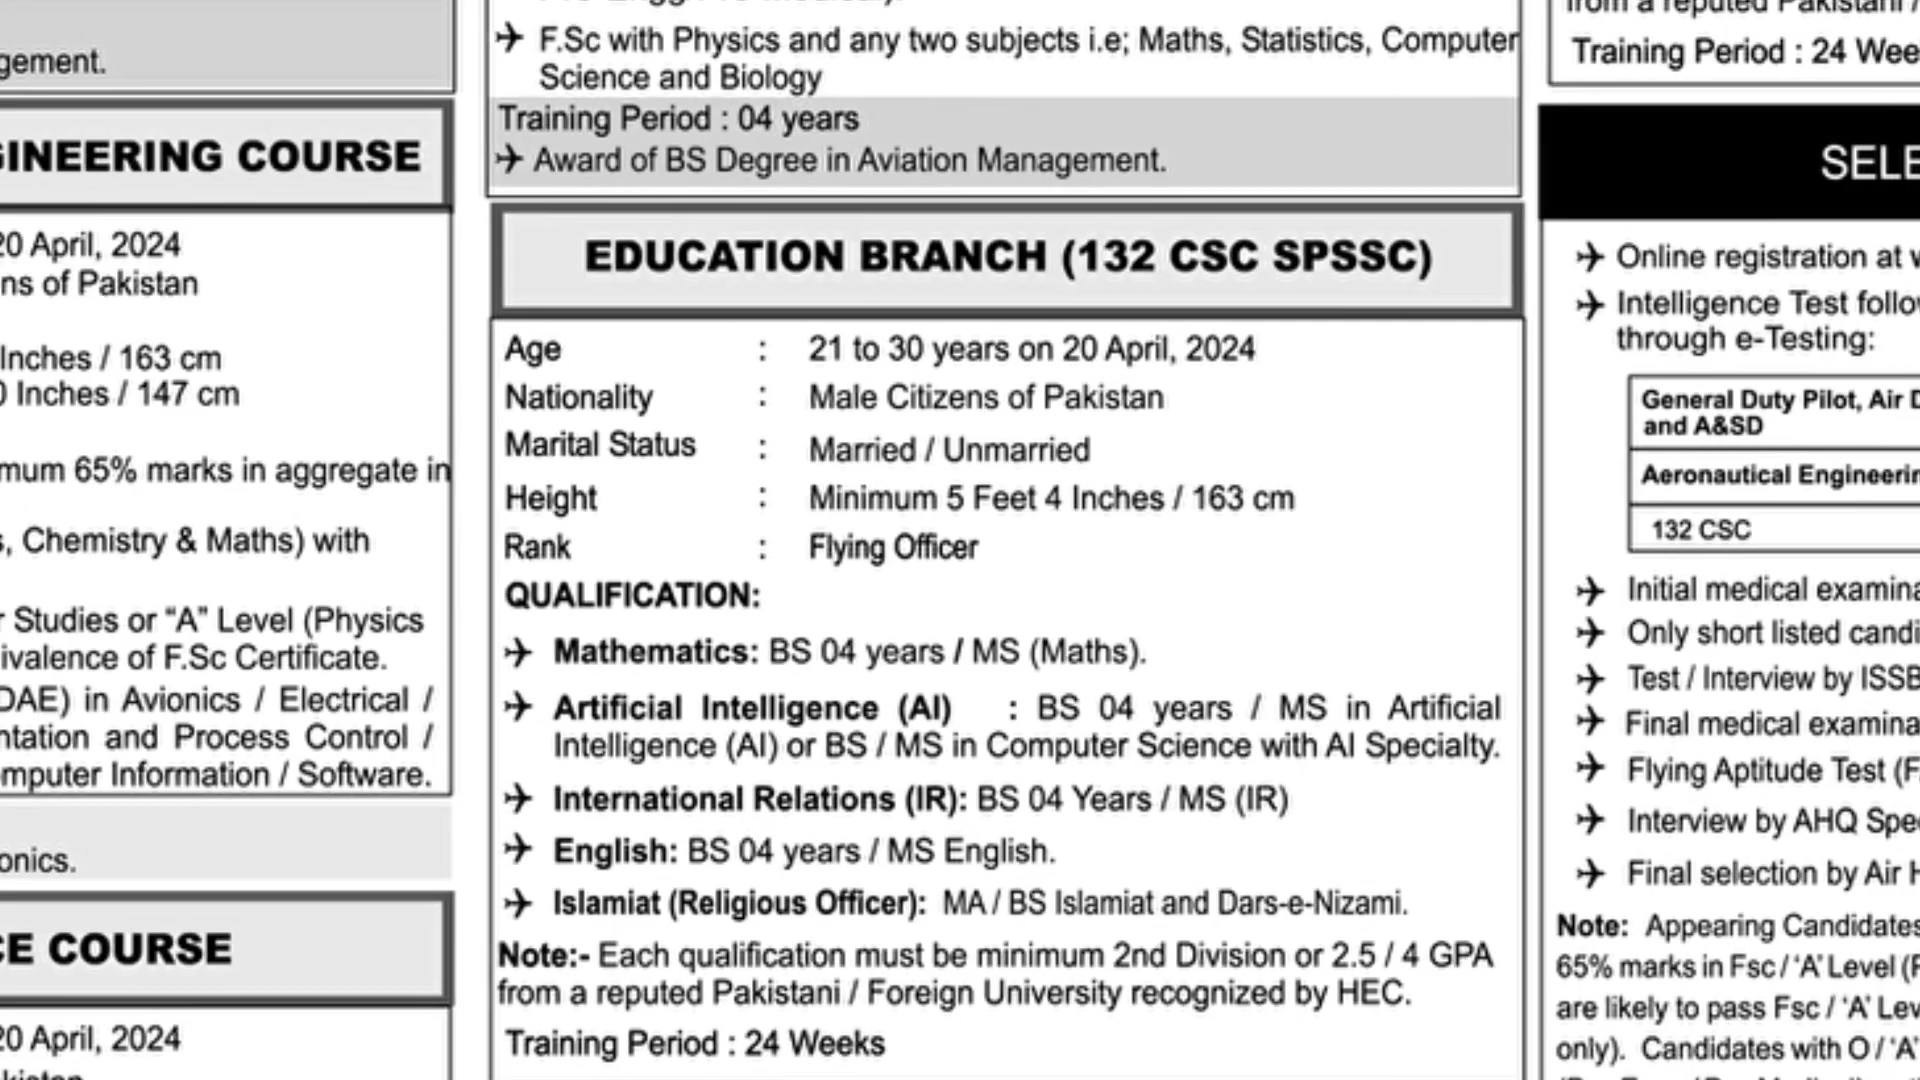 gement.
GINEERING COURSE
20 April, 2024
ns of Pakistan
Inches / 163 cm
0 Inches / 147 cm
mum 65% marks in aggregate in
s, Chemistry & Maths) with
r Studies or “A” Level (Physics
ivalence of F.Sc Certificate.
DAE) in Avionics / Electrical /
ntation and Process Control /
omputer Information / Software.
onics.
CE COURSE
20 April, 2024
✈ F.Sc with Physics and any two subjects i.e; Maths, Statistics, Computer
Science and Biology
Training Period : 04 years
✈ Award of BS Degree in Aviation Management.
EDUCATION BRANCH (132 CSC SPSSC)
Age : 21 to 30 years on 20 April, 2024
Nationality : Male Citizens of Pakistan
Marital Status : Married / Unmarried
Height : Minimum 5 Feet 4 Inches / 163 cm
Rank : Flying Officer
QUALIFICATION:
✈ Mathematics: BS 04 years / MS (Maths).
✈ Artificial Intelligence (AI) : BS 04 years / MS in Artificial
Intelligence (AI) or BS / MS in Computer Science with AI Specialty.
✈ International Relations (IR): BS 04 Years / MS (IR)
✈ English: BS 04 years / MS English.
✈ Islamiat (Religious Officer): MA / BS Islamiat and Dars-e-Nizami.
Note:- Each qualification must be minimum 2nd Division or 2.5 / 4 GPA
from a reputed Pakistani / Foreign University recognized by HEC.
Training Period : 24 Weeks
from a reputed Pakistani /
Training Period : 24 Wee
SELE
✈ Online registration at w
✈ Intelligence Test follow
through e-Testing:
General Duty Pilot, Air D
and A&SD
Aeronautical Engineerin
132 CSC
✈ Initial medical examina
✈ Only short listed candi
✈ Test / Interview by ISSB
✈ Final medical examina
✈ Flying Aptitude Test (FA
✈ Interview by AHQ Spec
✈ Final selection by Air H
Note: Appearing Candidates
65% marks in Fsc / ‘A’ Level (P
are likely to pass Fsc / ‘A’ Lev
only). Candidates with O / ‘A’